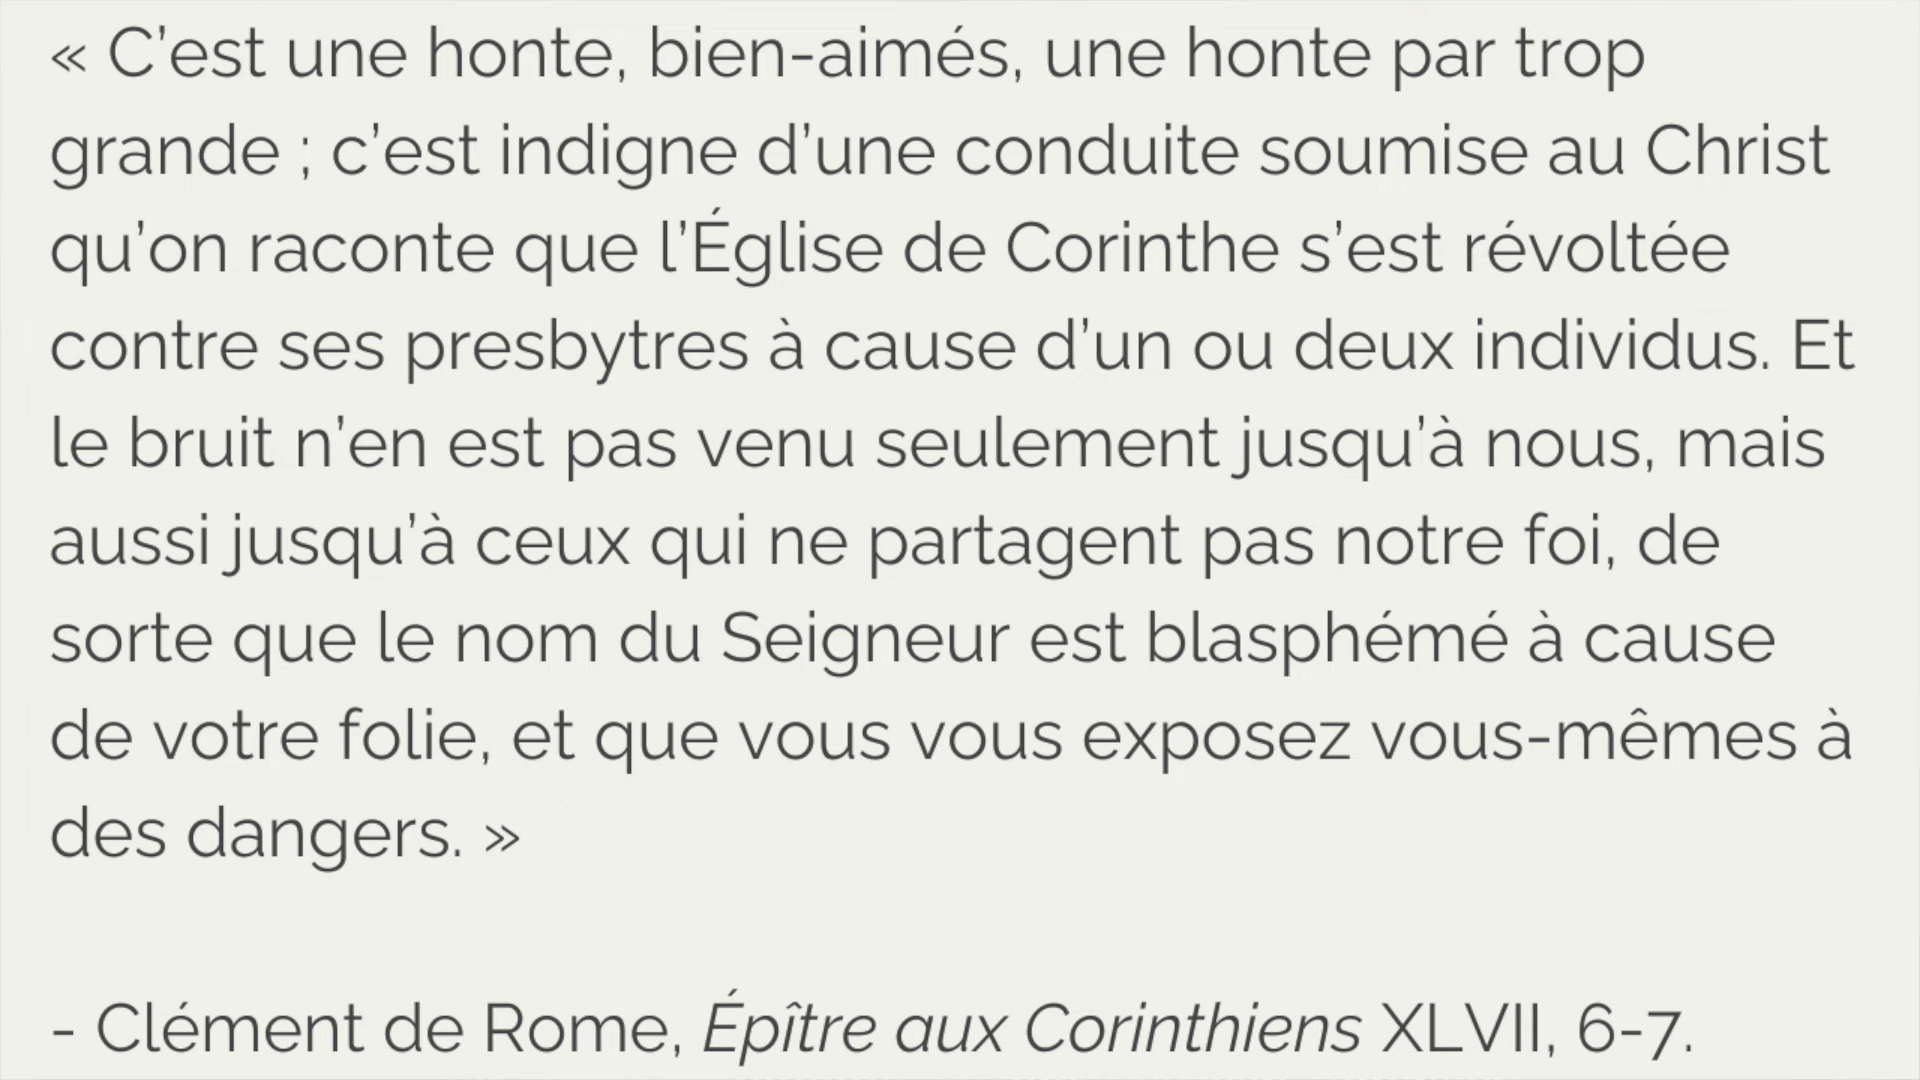 « C’est une honte, bien-aimés, une honte par trop
grande ; c’est indigne d’une conduite soumise au Christ
qu’on raconte que l’Église de Corinthe s’est révoltée
contre ses presbytres à cause d’un ou deux individus. Et
le bruit n’en est pas venu seulement jusqu’à nous, mais
aussi jusqu’à ceux qui ne partagent pas notre foi, de
sorte que le nom du Seigneur est blasphémé à cause
de votre folie, et que vous vous exposez vous-mêmes à
des dangers. »
- Clément de Rome, Épître aux Corinthiens XLVII, 6-7.